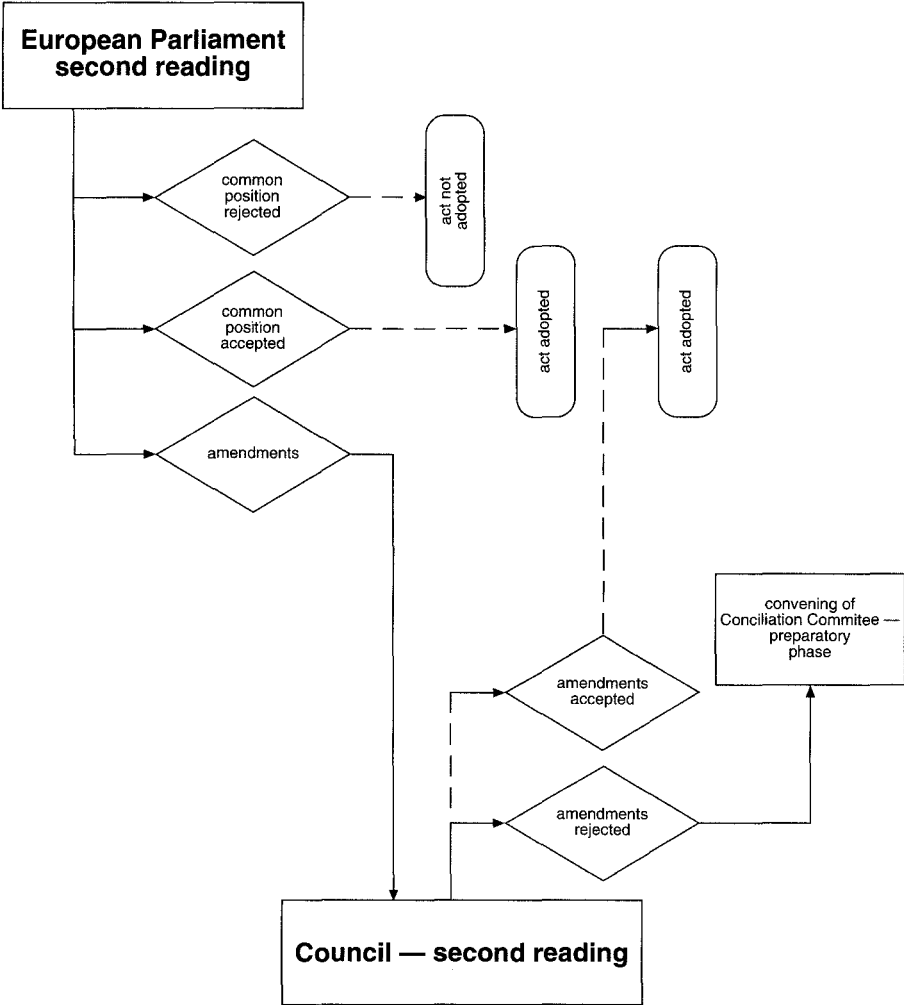 European Parliament
second reading
common
position
rejected
act not
adopted
common
position
accepted
act adopted
act adopted
amendments
convening of
Conciliation Commitee —
preparatory
phase
amendments
accepted
amendments
rejected
Council — second reading